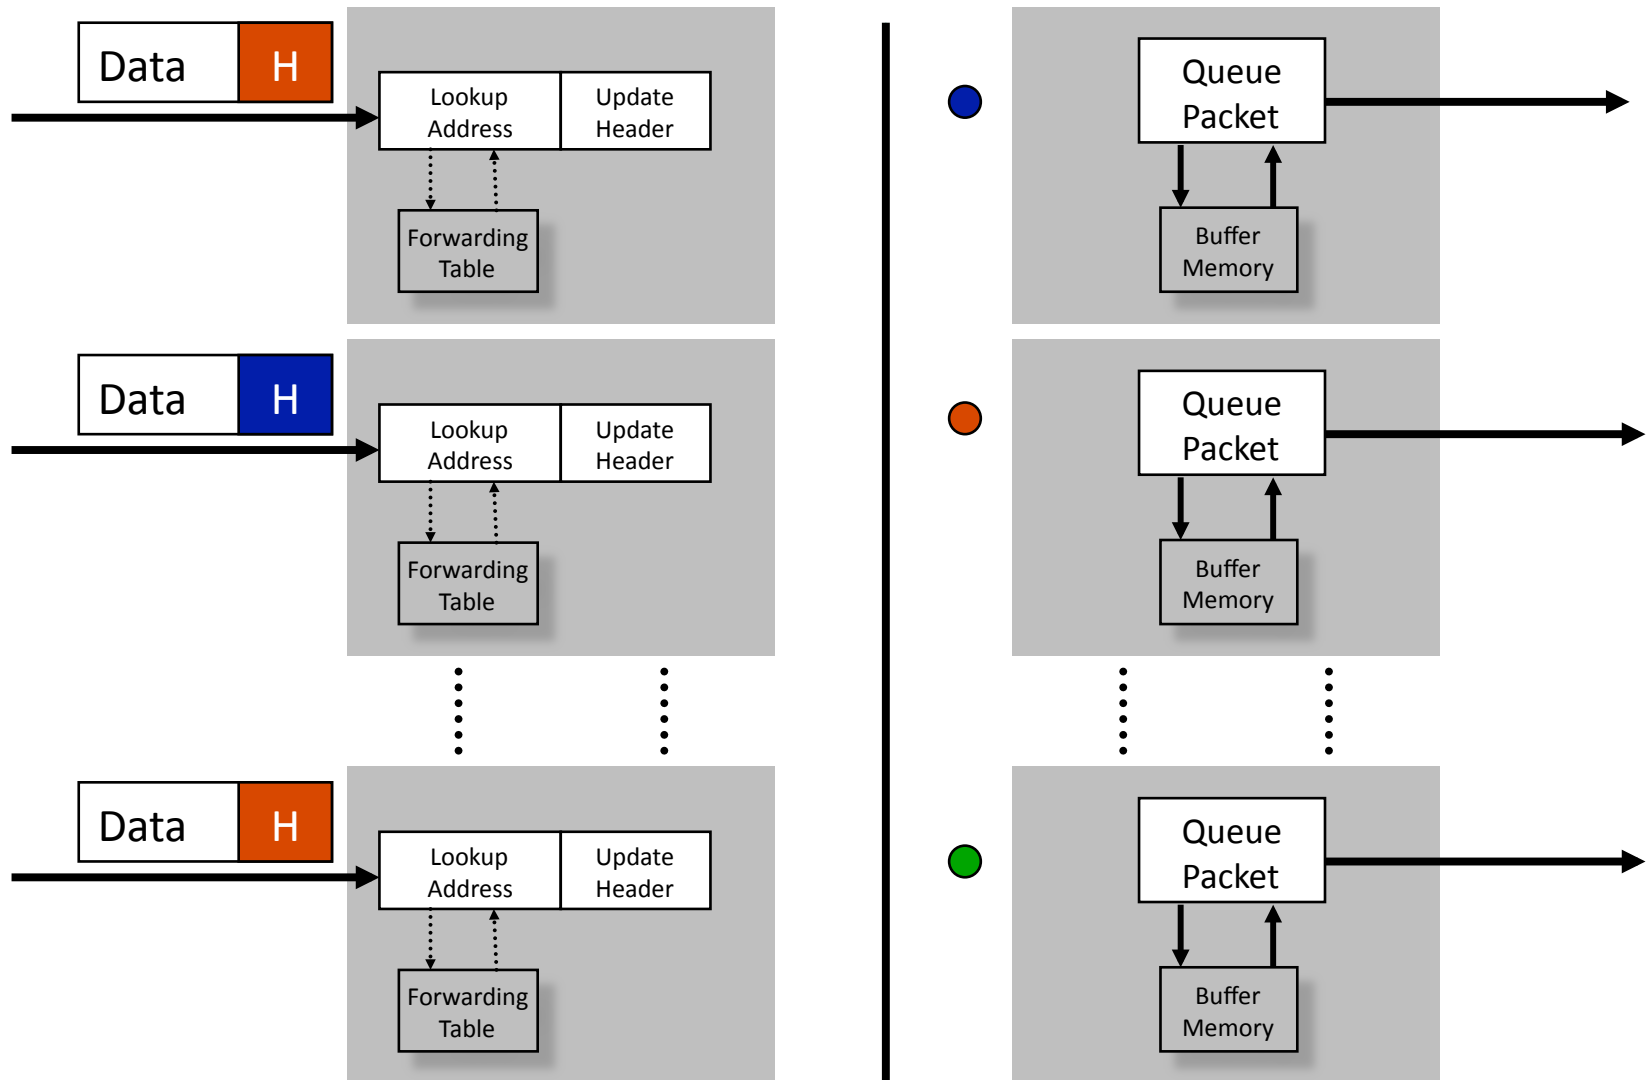 Data H
Lookup Address
Update Header
Forwarding Table
Queue Packet
Buffer Memory
Data H
Lookup Address
Update Header
Forwarding Table
Queue Packet
Buffer Memory
Data H
Lookup Address
Update Header
Forwarding Table
Queue Packet
Buffer Memory